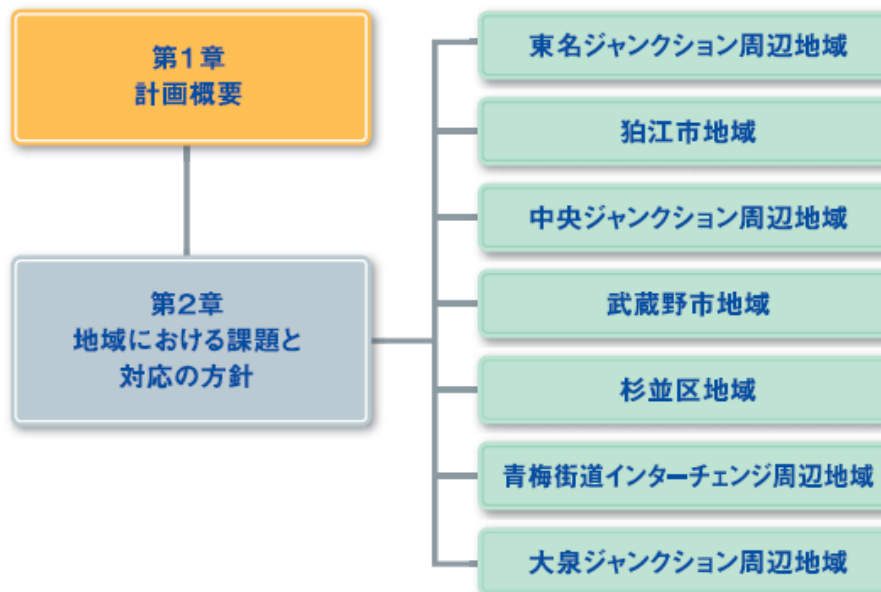 第1章
計画概要
第2章
地域における課題と
対応の方針
東名ジャンクション周辺地域
狛江市地域
中央ジャンクション周辺地域
武蔵野市地域
杉並区地域
青梅街道インターチェンジ周辺地域
大泉ジャンクション周辺地域